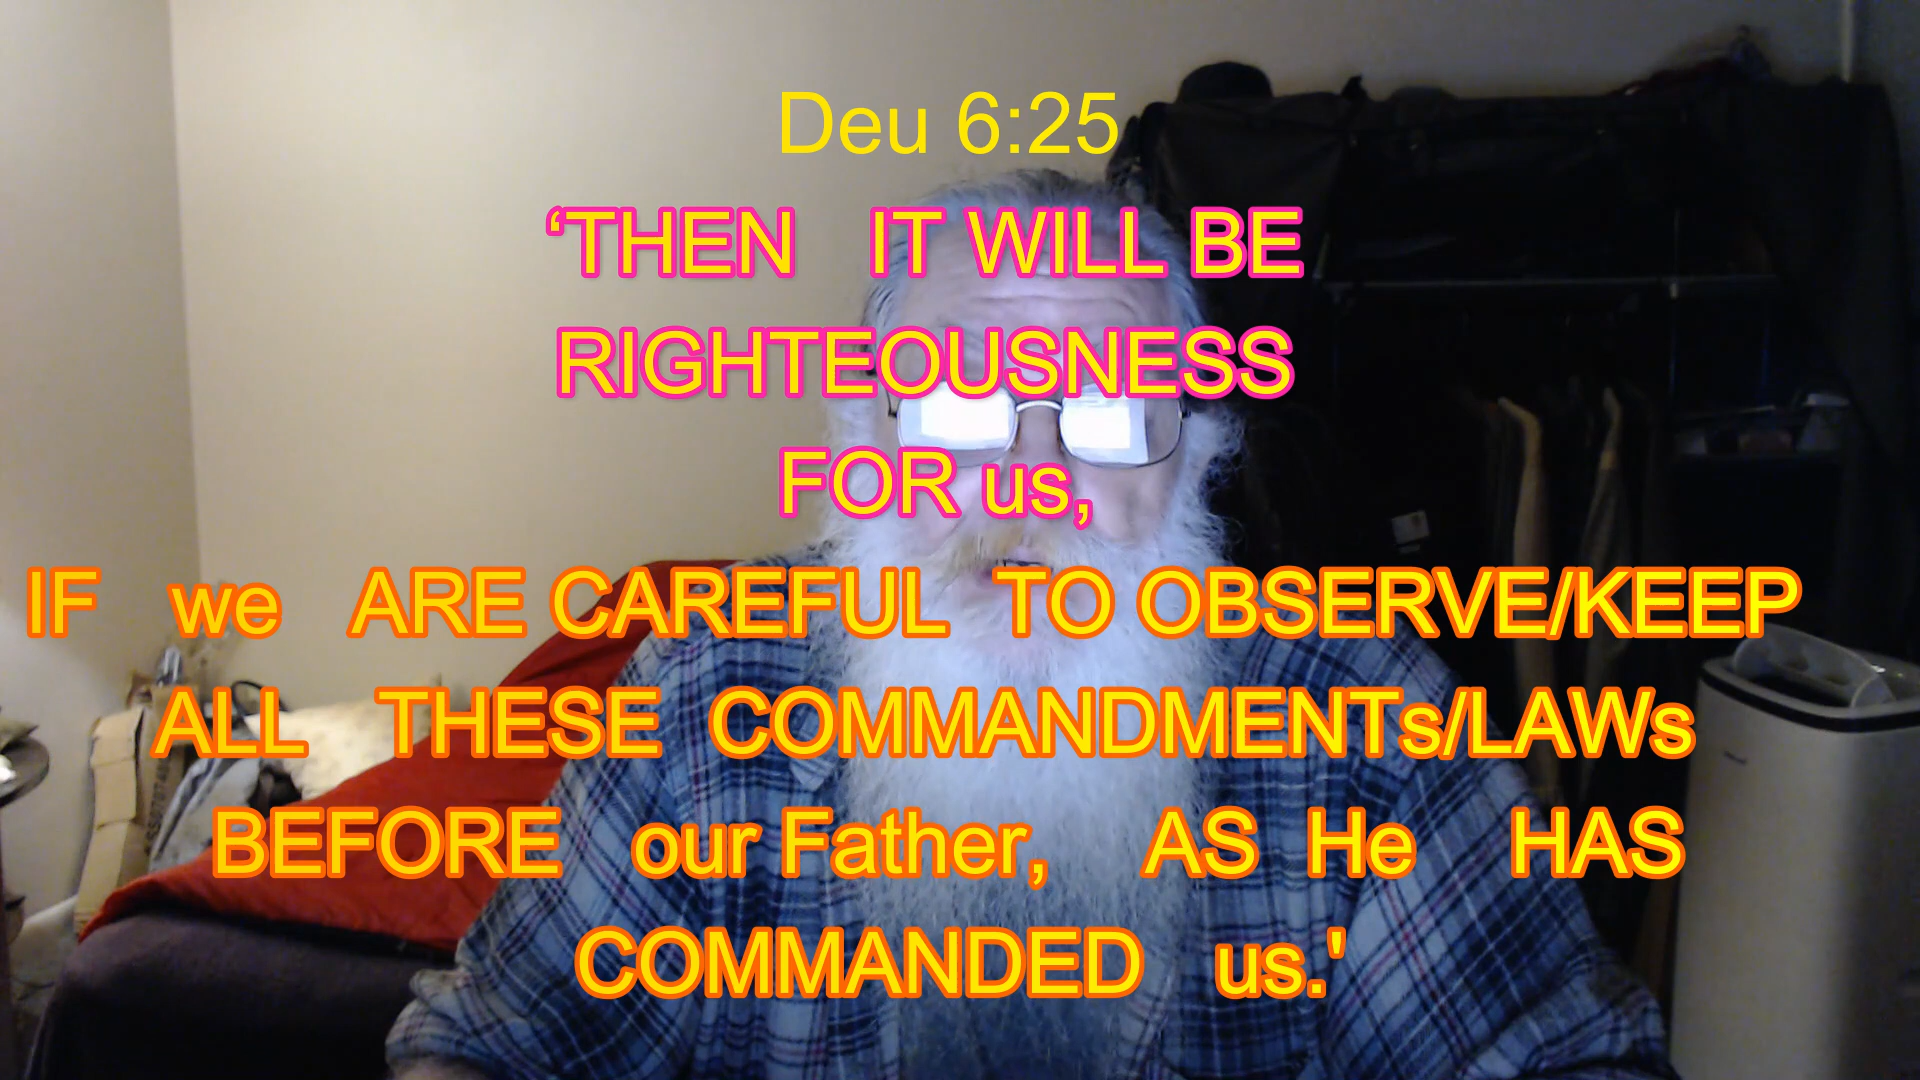 Deu 6:25
‘THEN IT WILL BE
RIGHTEOUSNESS
FOR us,
IF we ARE CAREFUL TO OBSERVE/KEEP
ALL THESE COMMANDMENTs/LAWs
BEFORE our Father, AS He HAS
COMMANDED us.'